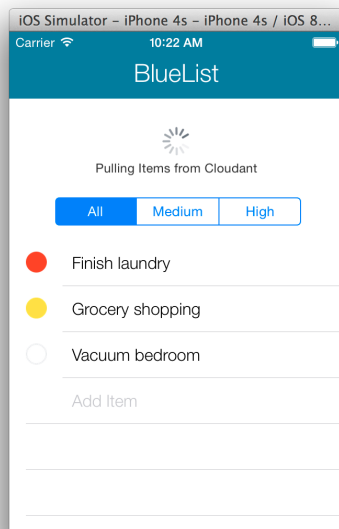 iOS Simulator – iPhone 4s – iPhone 4s / iOS 8...
Carrier 10:22 AM
BlueList
Pulling Items from Cloudant
All Medium High
Finish laundry
Grocery shopping
Vacuum bedroom
Add Item